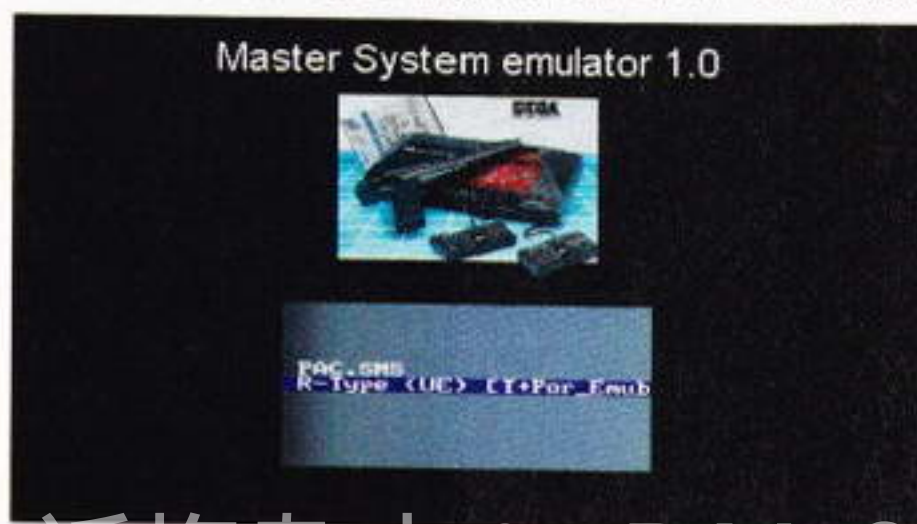 Master System emulator 1.0
SEGA
PAC.SMS
R-Type (UE) [T+Por_Emub